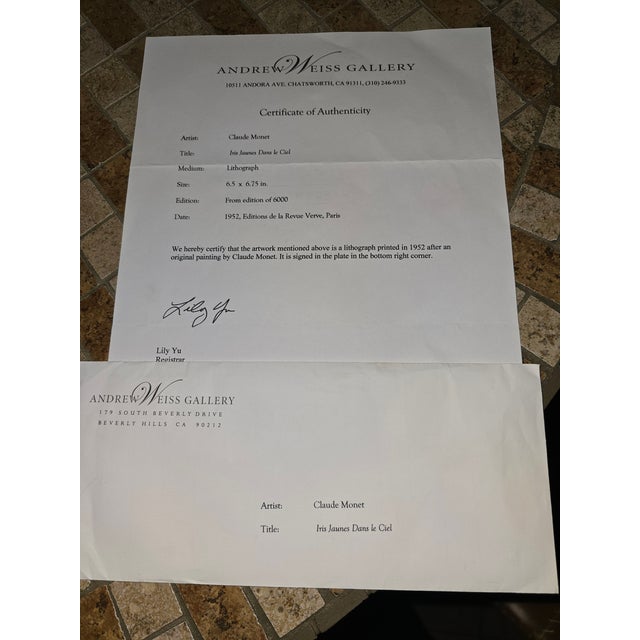 ANDREW WEISS GALLERY
10511 ANDORA AVE. CHATSWORTH, CA 91311, (310) 246-9333
Certificate of Authenticity
Artist: Claude Monet
Title: Iris Jaunes Dans le Ciel
Medium: Lithograph
Size: 6.5 x 6.75 in.
Edition: From edition of 6000
Date: 1952, Editions de la Revue Verve, Paris
We hereby certify that the artwork mentioned above is a lithograph printed in 1952 after an
original painting by Claude Monet. It is signed in the plate in the bottom right corner.
Lily Yu
Lily Yu
Registrar
ANDREW WEISS GALLERY
179 SOUTH BEVERLY DRIVE
BEVERLY HILLS CA 90212
Artist: Claude Monet
Title: Iris Jaunes Dans le Ciel